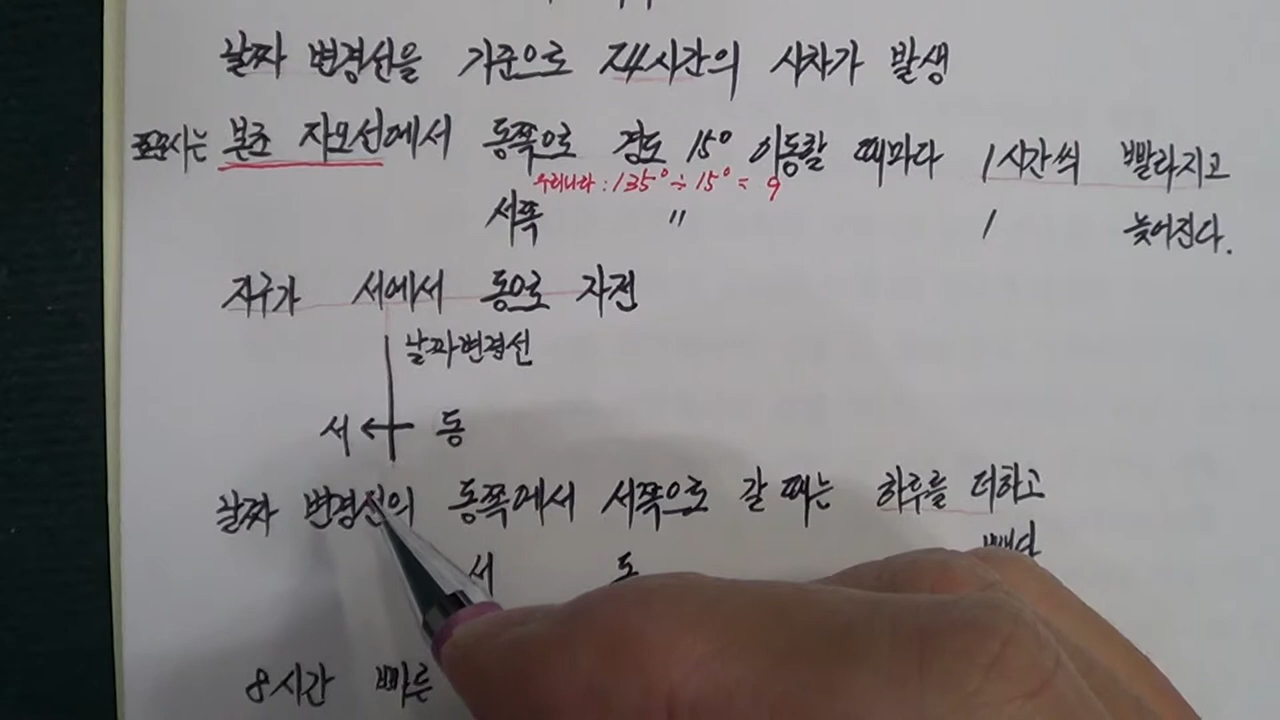 날짜 변경선을 기준으로 24시간의 시차가 발생
표준시는 본초 자오선에서 동쪽으로 경도 15° 이동할 때마다 1시간씩 빨라지고
우리나라 : 135° ÷ 15° = 9
서쪽 〃 1 늦어진다.
지구가 서에서 동으로 자전
날짜변경선
서 ← 동
날짜 변경선의 동쪽에서 서쪽으로 갈 때는 하루를 더하고
서 동 뺀다
8시간 빠른